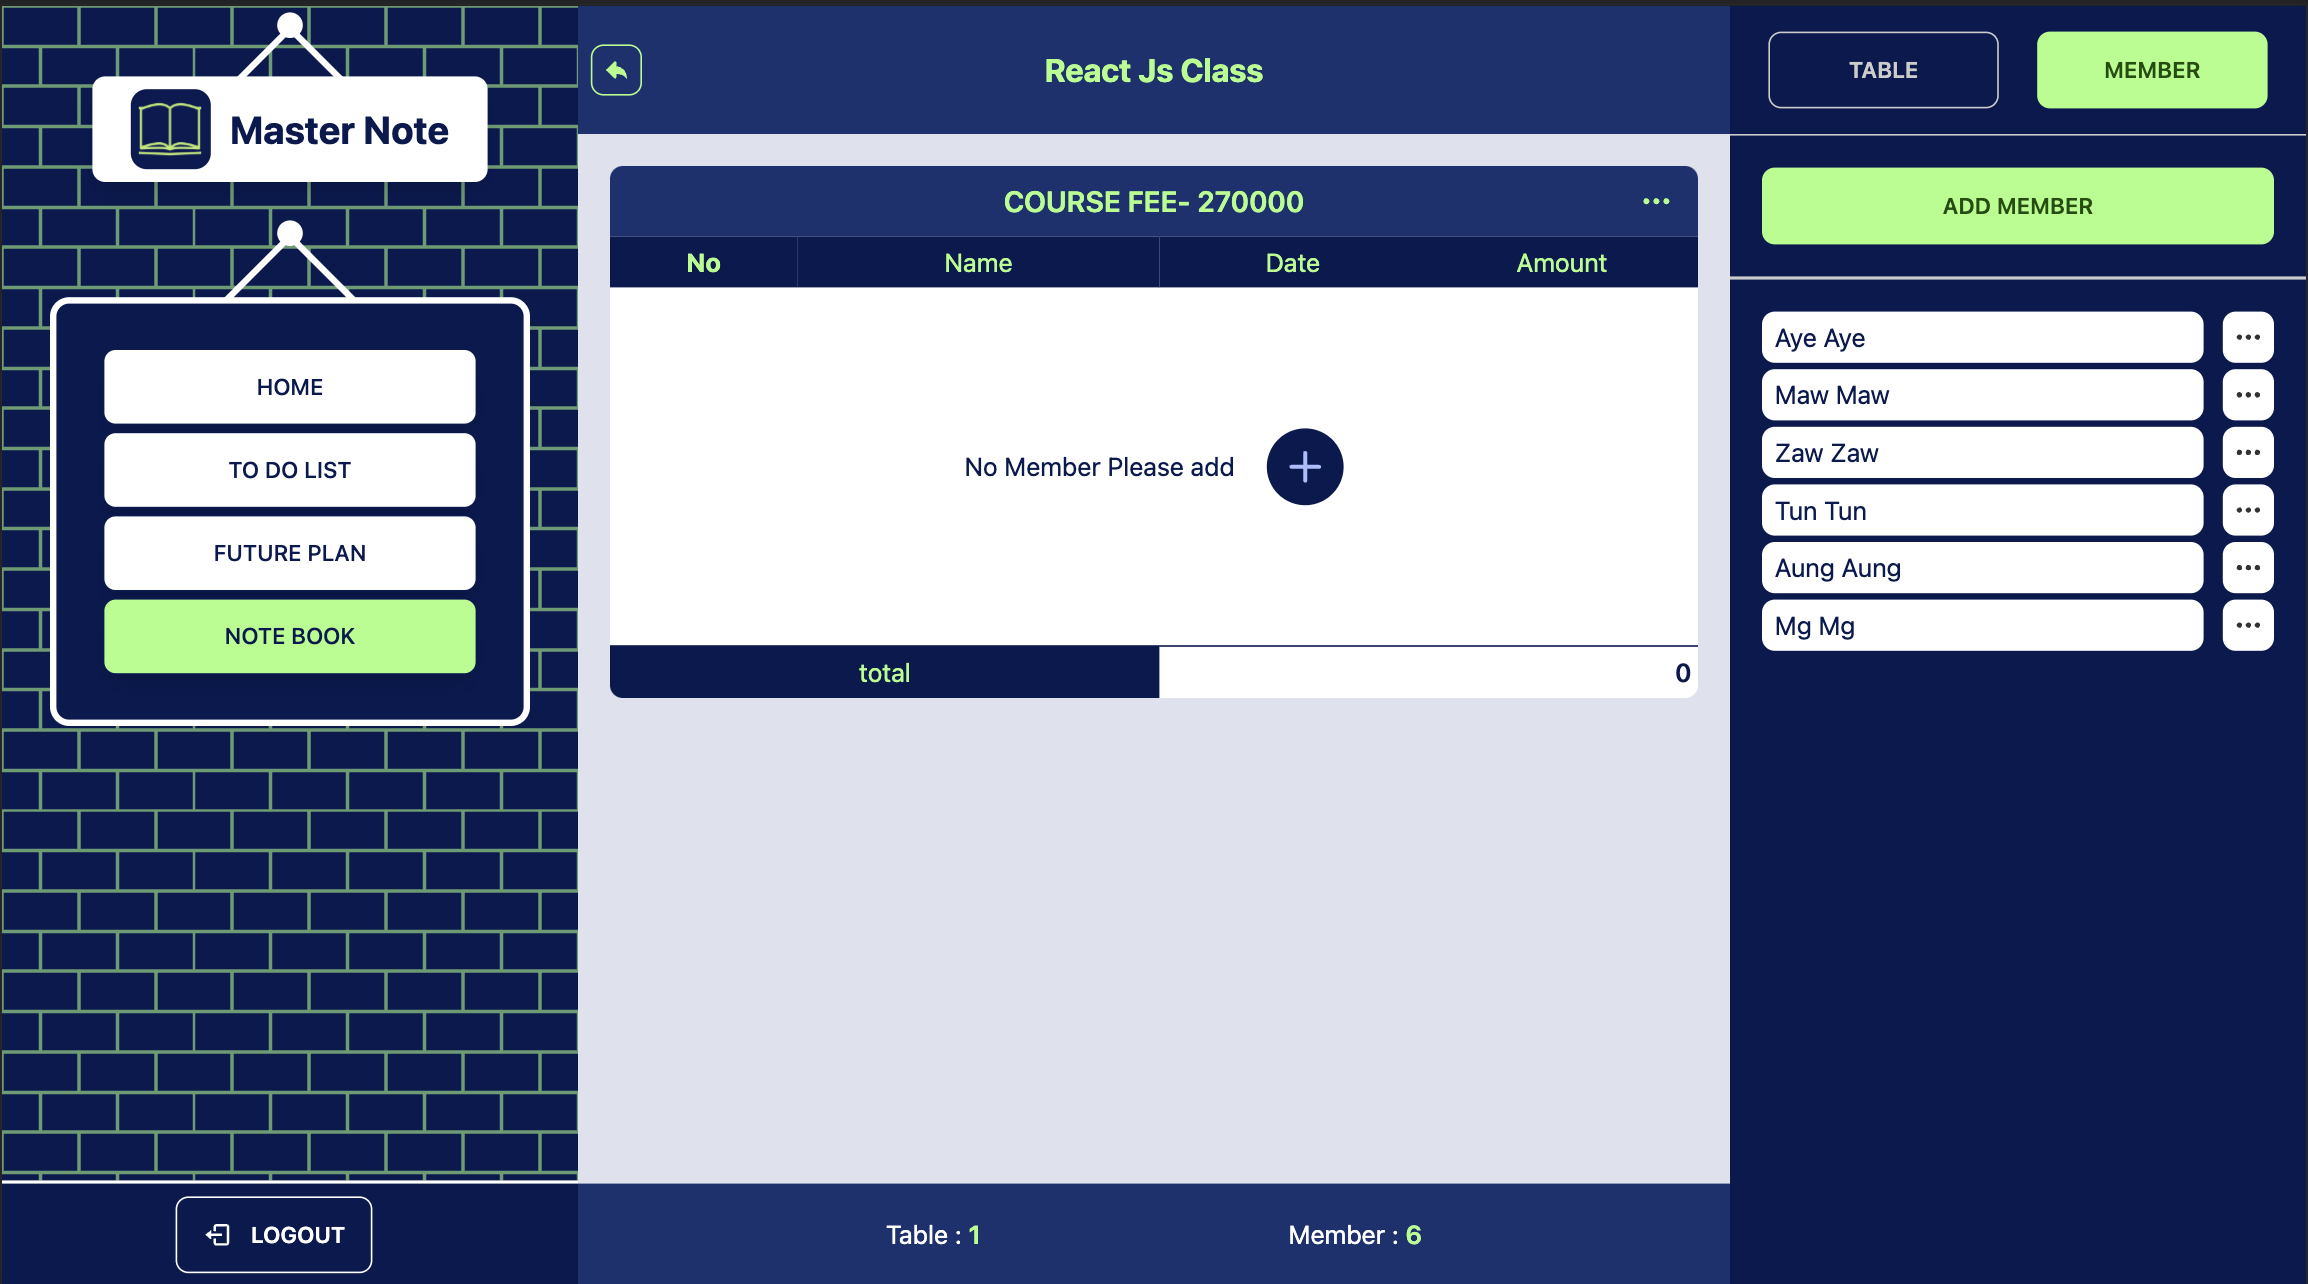 Master Note
HOME
TO DO LIST
FUTURE PLAN
NOTE BOOK
LOGOUT
React Js Class
COURSE FEE- 270000
No Name Date Amount
No Member Please add
total 0
Table : 1 Member : 6
TABLE MEMBER
ADD MEMBER
Aye Aye
Maw Maw
Zaw Zaw
Tun Tun
Aung Aung
Mg Mg